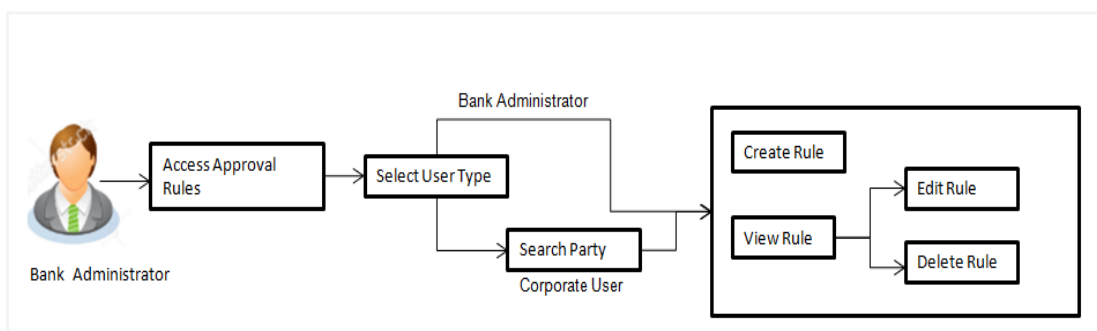 Bank Administrator
Create Rule
Access Approval
Rules
Select User Type
Edit Rule
View Rule
Search Party
Delete Rule
Bank Administrator
Corporate User